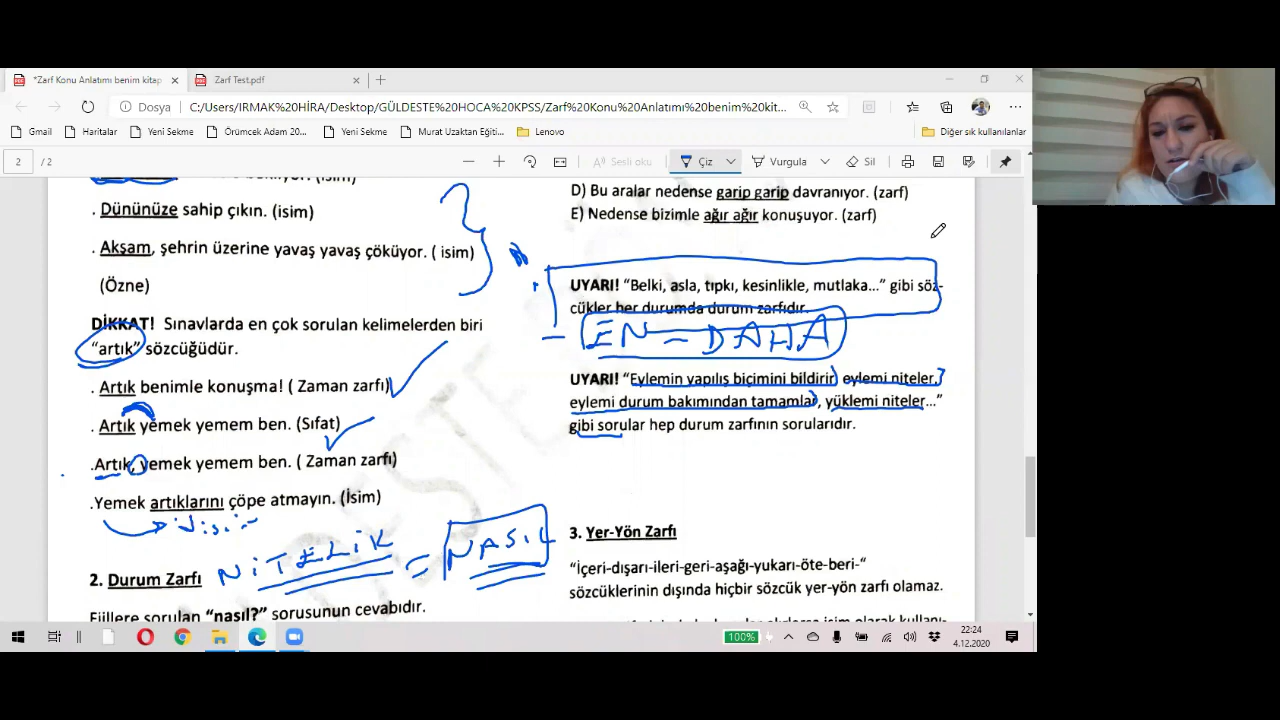 *Zarf Konu Anlatımı benim kitap
Zarf Test.pdf
Dosya
C:/Users/IRMAK%20HİRA/Desktop/GÜLDESTE%20HOCA%20KPSS/Zarf%20Konu%20Anlatımı%20benim%20kit...
Gmail
Haritalar
Yeni Sekme
Örümcek Adam 20...
Yeni Sekme
Murat Uzaktan Eğiti...
Lenovo
Diğer sık kullanılanlar
2 / 2
Sesli oku
Çiz
Vurgula
Sil
. Dününüze sahip çıkın. (isim)
. Akşam, şehrin üzerine yavaş yavaş çöküyor. ( isim)
(Özne)
DİKKAT! Sınavlarda en çok sorulan kelimelerden biri
“artık” sözcüğüdür.
. Artık benimle konuşma! ( Zaman zarfı)
. Artık yemek yemem ben. (Sıfat)
.Artık, yemek yemem ben. ( Zaman zarfı)
.Yemek artıklarını çöpe atmayın. (İsim)
NİTELİK = NASIL
2. Durum Zarfı
Fiillere sorulan “nasıl?” sorusunun cevabıdır.
D) Bu aralar nedense garip garip davranıyor. (zarf)
E) Nedense bizimle ağır ağır konuşuyor. (zarf)
UYARI! “Belki, asla, tıpkı, kesinlikle, mutlaka...” gibi söz-
cükler her durumda durum zarfıdır.
EN - DAHA
UYARI! “Eylemin yapılış biçimini bildirir, eylemi niteler,
eylemi durum bakımından tamamlar, yüklemi niteler...”
gibi sorular hep durum zarfının sorularıdır.
3. Yer-Yön Zarfı
“İçeri-dışarı-ileri-geri-aşağı-yukarı-öte-beri-“
sözcüklerinin dışında hiçbir sözcük yer-yön zarfı olamaz.
100%
22:24
4.12.2020